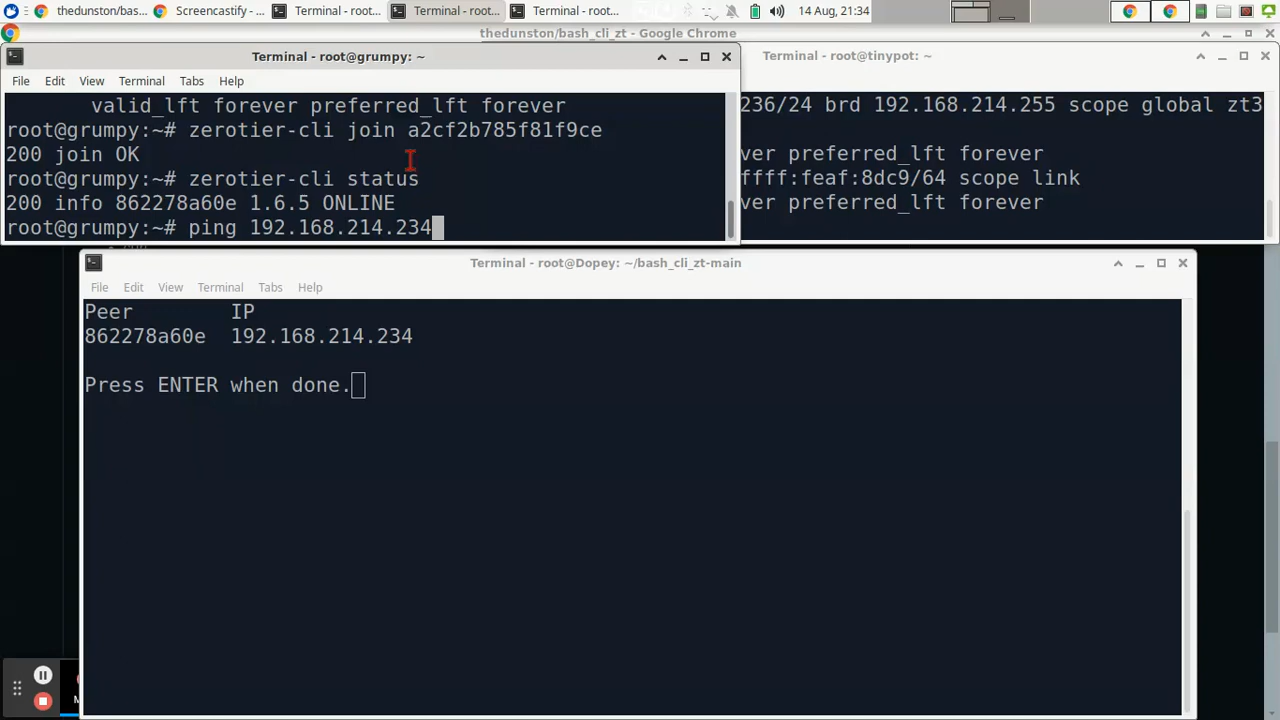 thedunston/bas...
Screencastify - ...
Terminal - root...
Terminal - root...
Terminal - root...
14 Aug, 21:34
thedunston/bash_cli_zt - Google Chrome
Terminal - root@grumpy: ~
File Edit View Terminal Tabs Help
valid_lft forever preferred_lft forever
root@grumpy:~# zerotier-cli join a2cf2b785f81f9ce
200 join OK
root@grumpy:~# zerotier-cli status
200 info 862278a60e 1.6.5 ONLINE
root@grumpy:~# ping 192.168.214.234
Terminal - root@tinypot: ~
236/24 brd 192.168.214.255 scope global zt3
ver preferred_lft forever
ffff:feaf:8dc9/64 scope link
ver preferred_lft forever
Terminal - root@Dopey: ~/bash_cli_zt-main
File Edit View Terminal Tabs Help
Peer IP
862278a60e 192.168.214.234
Press ENTER when done.